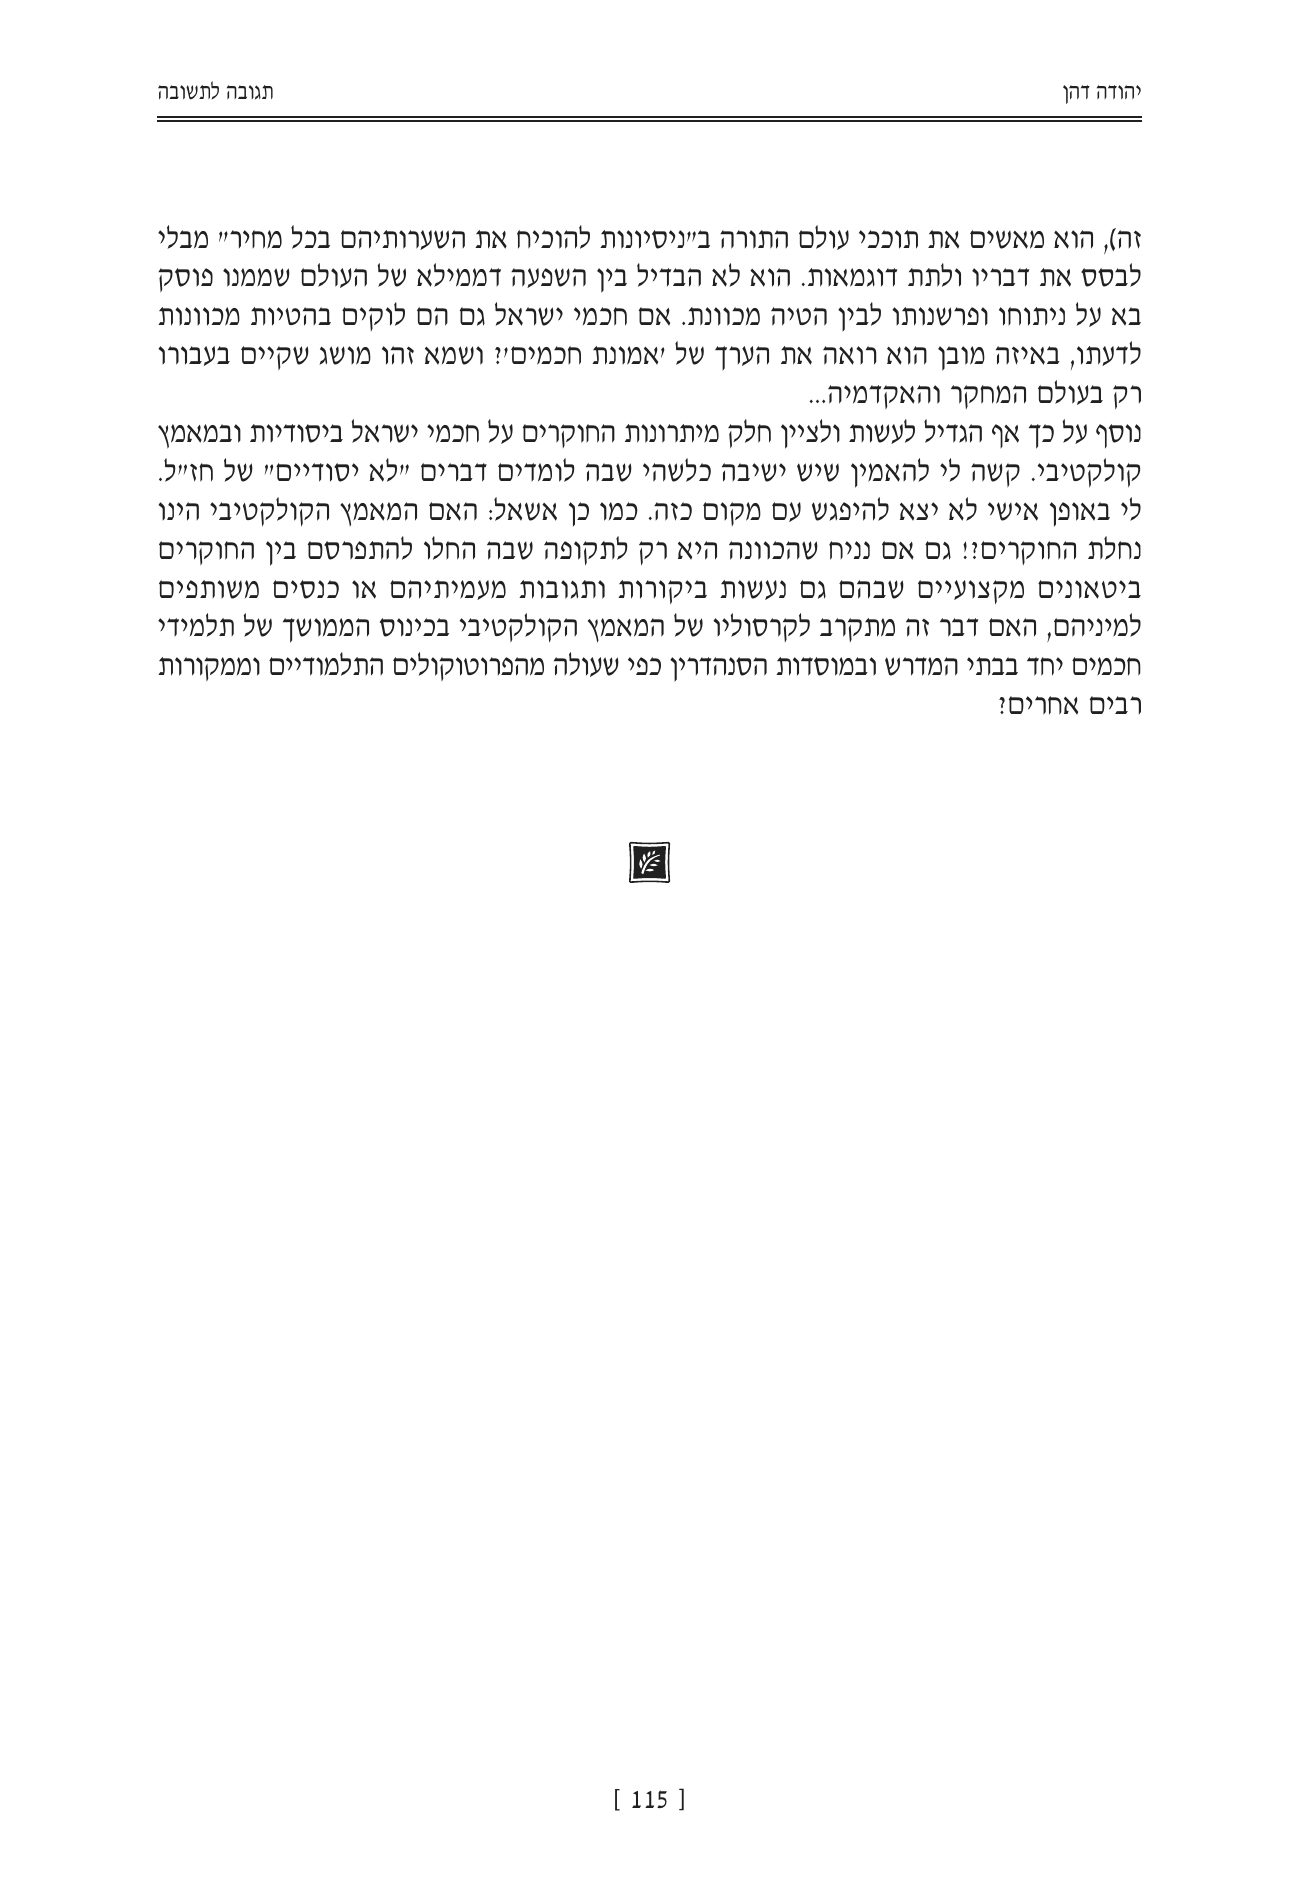 יהודה דהן
תגובה לתשובה
זה), הוא מאשים את תוככי עולם התורה ב"ניסיונות להוכיח את השערותיהם בכל מחיר" מבלי
לבסס את דבריו ולתת דוגמאות. הוא לא הבדיל בין השפעה דממילא של העולם שממנו פוסק
בא על ניתוחו ופרשנותו לבין הטיה מכוונת. אם חכמי ישראל גם הם לוקים בהטיות מכוונות
לדעתו, באיזה מובן הוא רואה את הערך של 'אמונת חכמים'? ושמא זהו מושג שקיים בעבורו
רק בעולם המחקר והאקדמיה...
נוסף על כך אף הגדיל לעשות ולציין חלק מיתרונות החוקרים על חכמי ישראל ביסודיות ובמאמץ
קולקטיבי. קשה לי להאמין שיש ישיבה כלשהי שבה לומדים דברים "לא יסודיים" של חז"ל.
לי באופן אישי לא יצא להיפגש עם מקום כזה. כמו כן אשאל: האם המאמץ הקולקטיבי הינו
נחלת החוקרים?! גם אם נניח שהכוונה היא רק לתקופה שבה החלו להתפרסם בין החוקרים
ביטאונים מקצועיים שבהם גם נעשות ביקורות ותגובות מעמיתיהם או כנסים משותפים
למיניהם, האם דבר זה מתקרב לקרסוליו של המאמץ הקולקטיבי בכינוס הממושך של תלמידי
חכמים יחד בבתי המדרש ובמוסדות הסנהדרין כפי שעולה מהפרוטוקולים התלמודיים וממקורות
רבים אחרים?
[ 115 ]